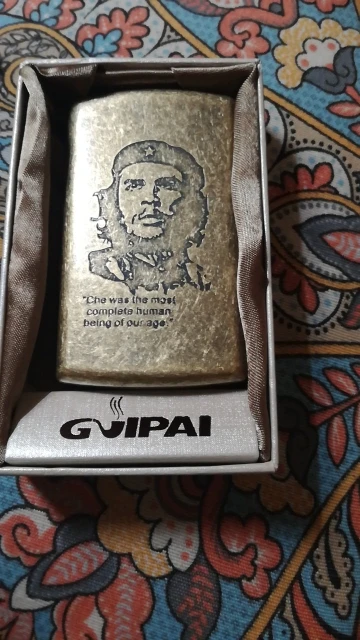 "Che was the most
complete human
being of our age."
GUIPAI